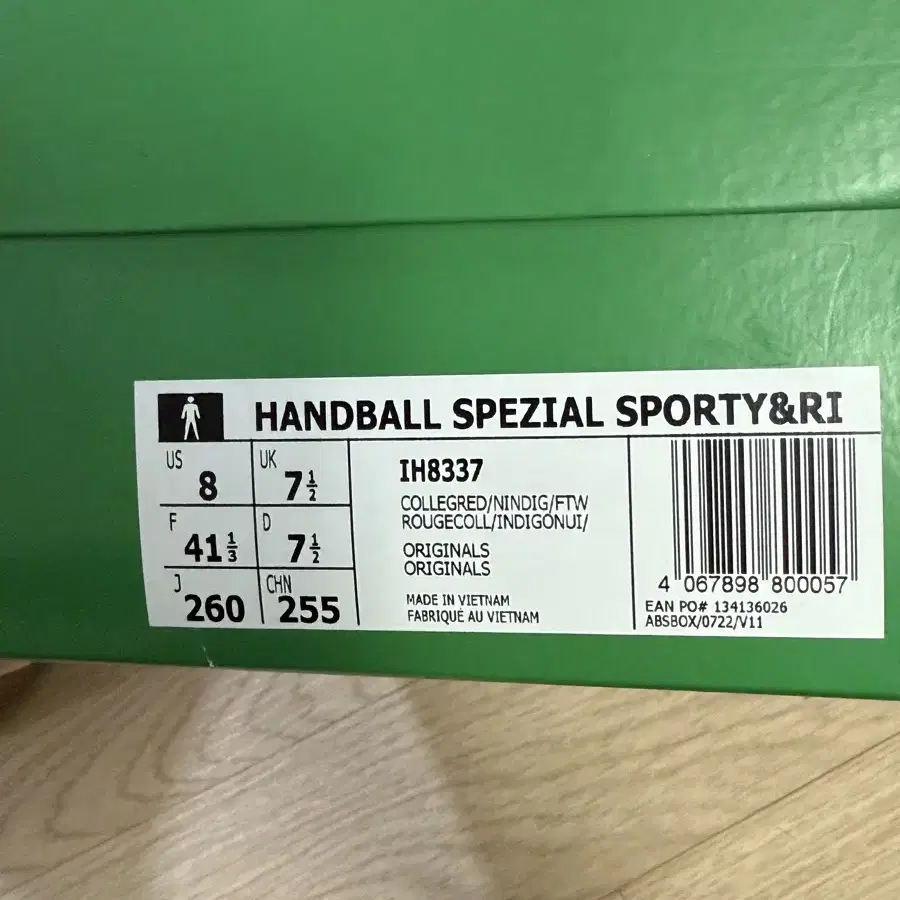 HANDBALL SPEZIAL SPORTY&RI
US 8 UK 7½
F 41⅓ D 7½
J 260 CHN 255
IH8337
COLLEGRED/NINDIG/FTW
ROUGECOLL/INDIGONUI/
ORIGINALS
ORIGINALS
MADE IN VIETNAM
FABRIQUÉ AU VIETNAM
4 067898 800057
EAN PO# 134136026
ABSBOX/0722/V11